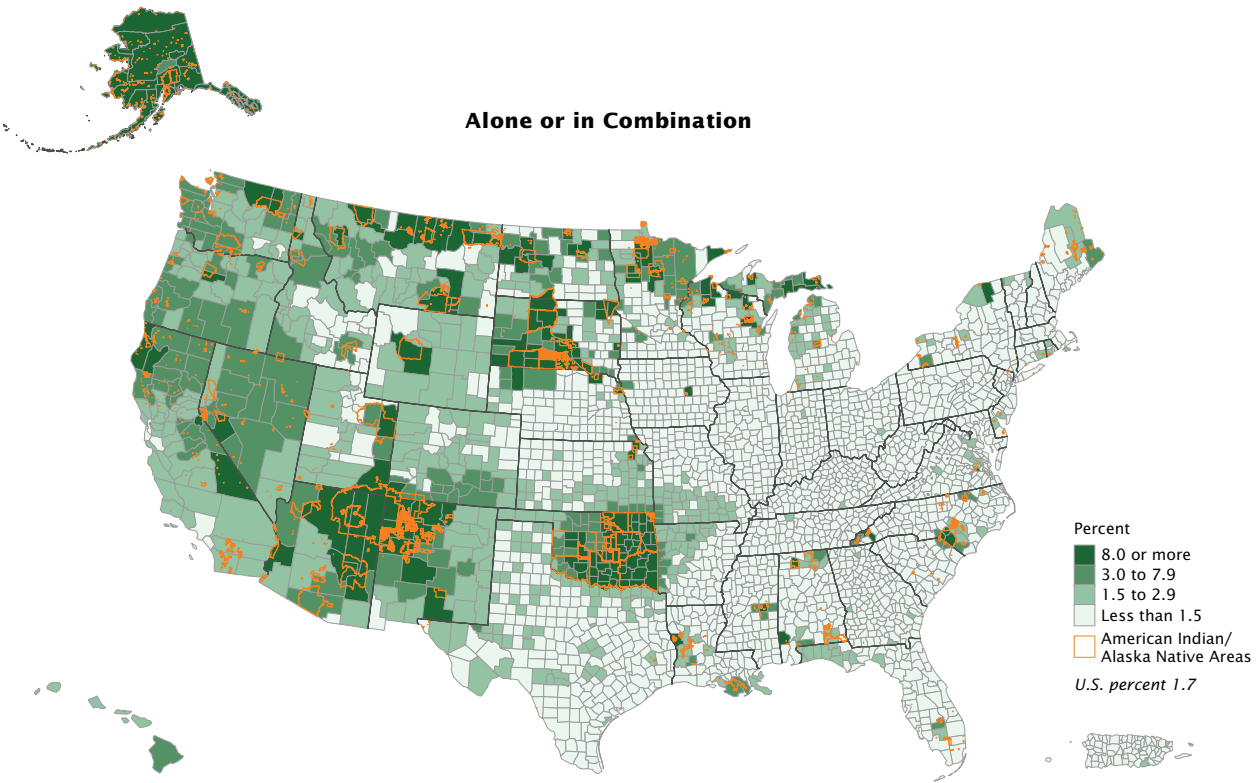 Alone or in Combination
Percent
8.0 or more
3.0 to 7.9
1.5 to 2.9
Less than 1.5
American Indian/
Alaska Native Areas
U.S. percent 1.7